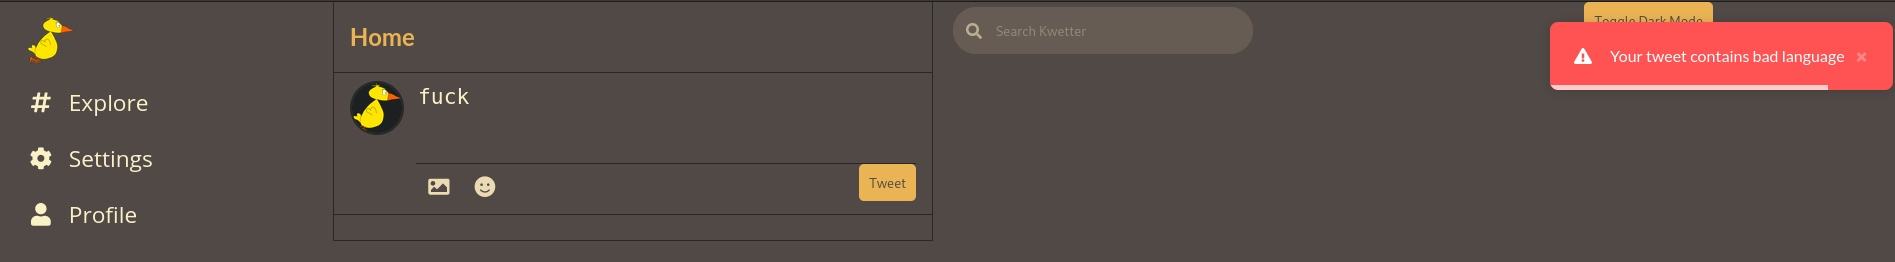 Home
Search Kwetter
Toggle Dark Mode
Your tweet contains bad language
# Explore
fuck
Settings
Tweet
Profile